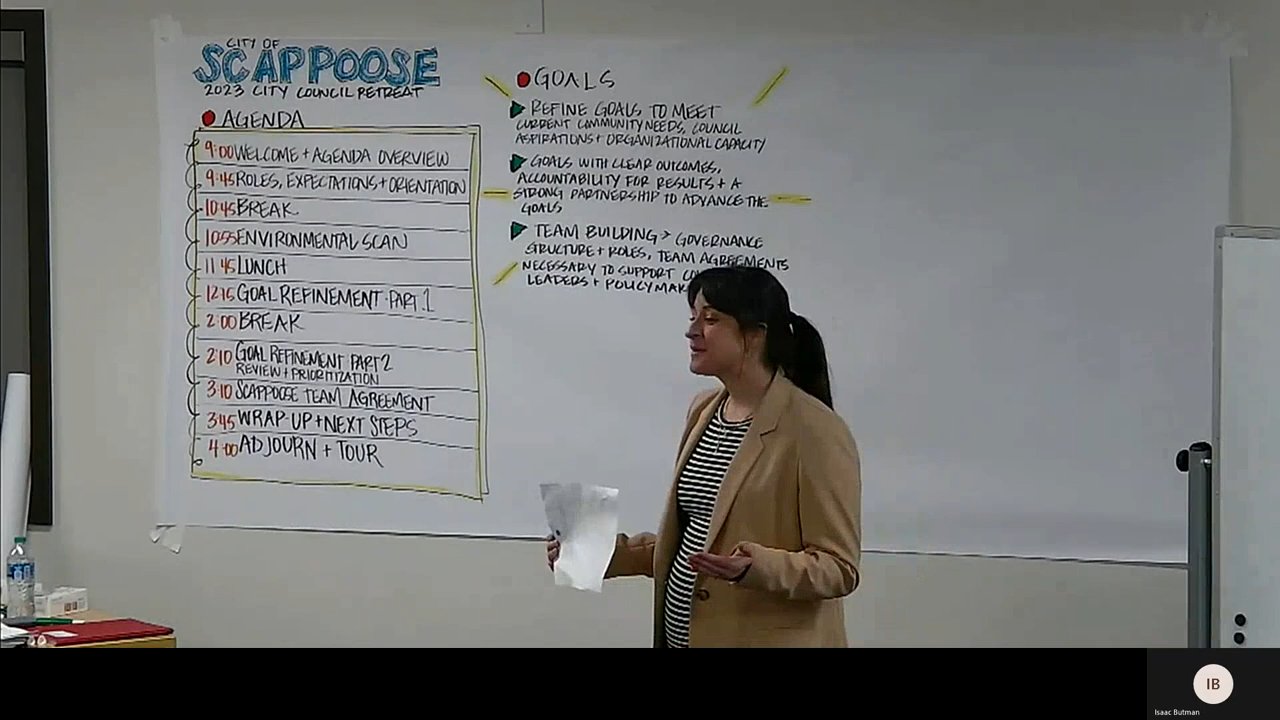 CITY OF
SCAPPOOSE
2023 CITY COUNCIL RETREAT
AGENDA
9:00 WELCOME + AGENDA OVERVIEW
9:45 ROLES, EXPECTATIONS + ORIENTATION
10:45 BREAK
10:55 ENVIRONMENTAL SCAN
11:45 LUNCH
12:15 GOAL REFINEMENT · PART 1
2:00 BREAK
2:10 GOAL REFINEMENT PART 2
REVIEW + PRIORITIZATION
3:10 SCAPPOOSE TEAM AGREEMENT
3:45 WRAP-UP + NEXT STEPS
4:00 ADJOURN + TOUR
GOALS
REFINE GOALS TO MEET
CURRENT COMMUNITY NEEDS, COUNCIL
ASPIRATIONS + ORGANIZATIONAL CAPACITY
GOALS WITH CLEAR OUTCOMES,
ACCOUNTABILITY FOR RESULTS + A
STRONG PARTNERSHIP TO ADVANCE THE
GOALS
TEAM BUILDING > GOVERNANCE
STRUCTURE + ROLES, TEAM AGREEMENTS
NECESSARY TO SUPPORT
LEADERS + POLICY
IB
Isaac Butman